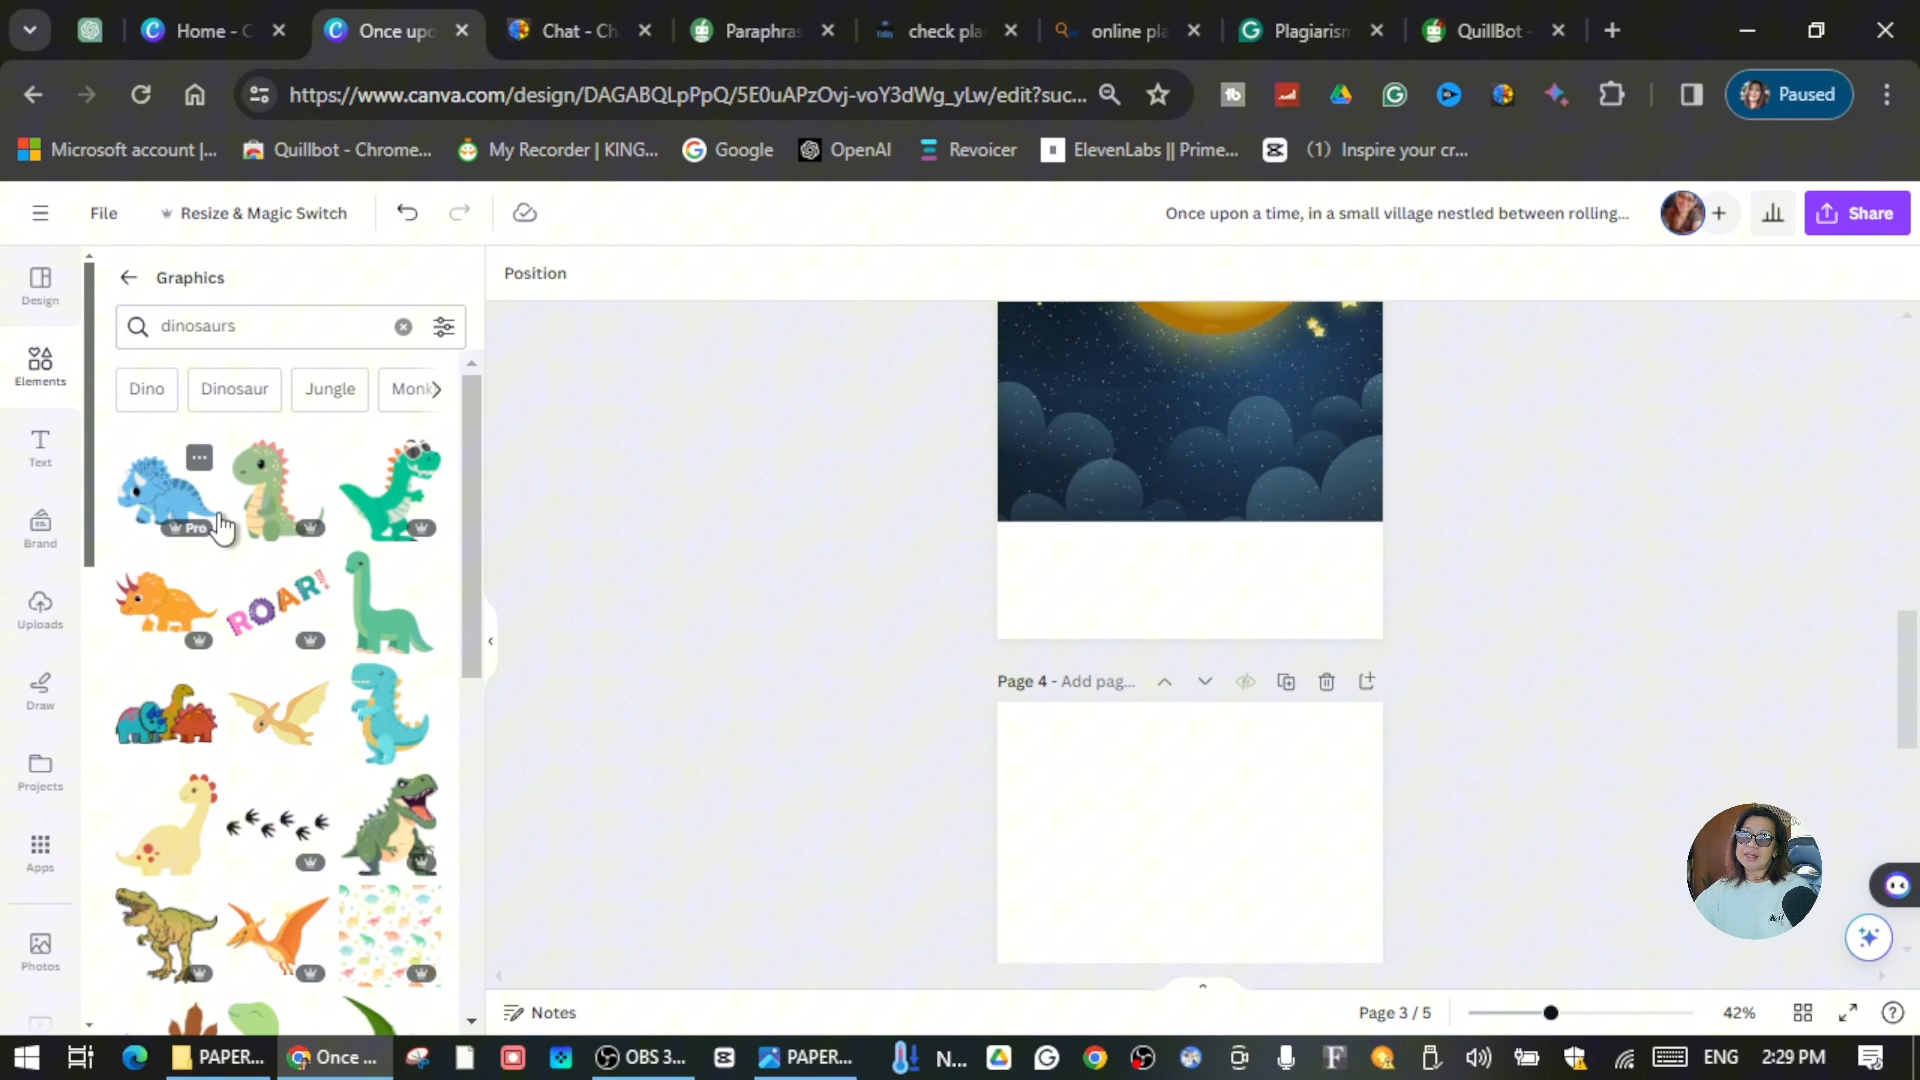 Home - C
Once upo
Chat - Ch
Paraphras
check pla
online pla
Plagiarism
QuillBot -
https://www.canva.com/design/DAGABQLpPpQ/5E0uAPzOvj-voY3dWg_yLw/edit?suc...
Paused
Microsoft account |...
Quillbot - Chrome...
My Recorder | KING...
Google
OpenAI
Revoicer
ElevenLabs || Prime...
(1) Inspire your cr...
File
Resize & Magic Switch
Once upon a time, in a small village nestled between rolling...
Share
Design
Elements
Text
Brand
Uploads
Draw
Projects
Apps
Photos
Graphics
dinosaurs
Dino
Dinosaur
Jungle
Monk
Pro
ROAR!
Position
Page 4 - Add pag...
Notes
Page 3 / 5
42%
PAPER...
Once ...
OBS 3...
PAPER...
N...
ENG
2:29 PM